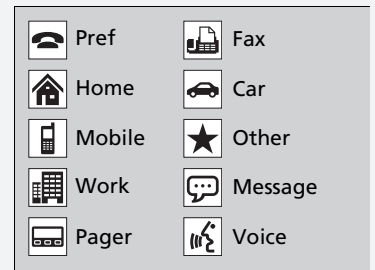 Pref
Home
Mobile
Work
Pager
Fax
Car
Other
Message
Voice